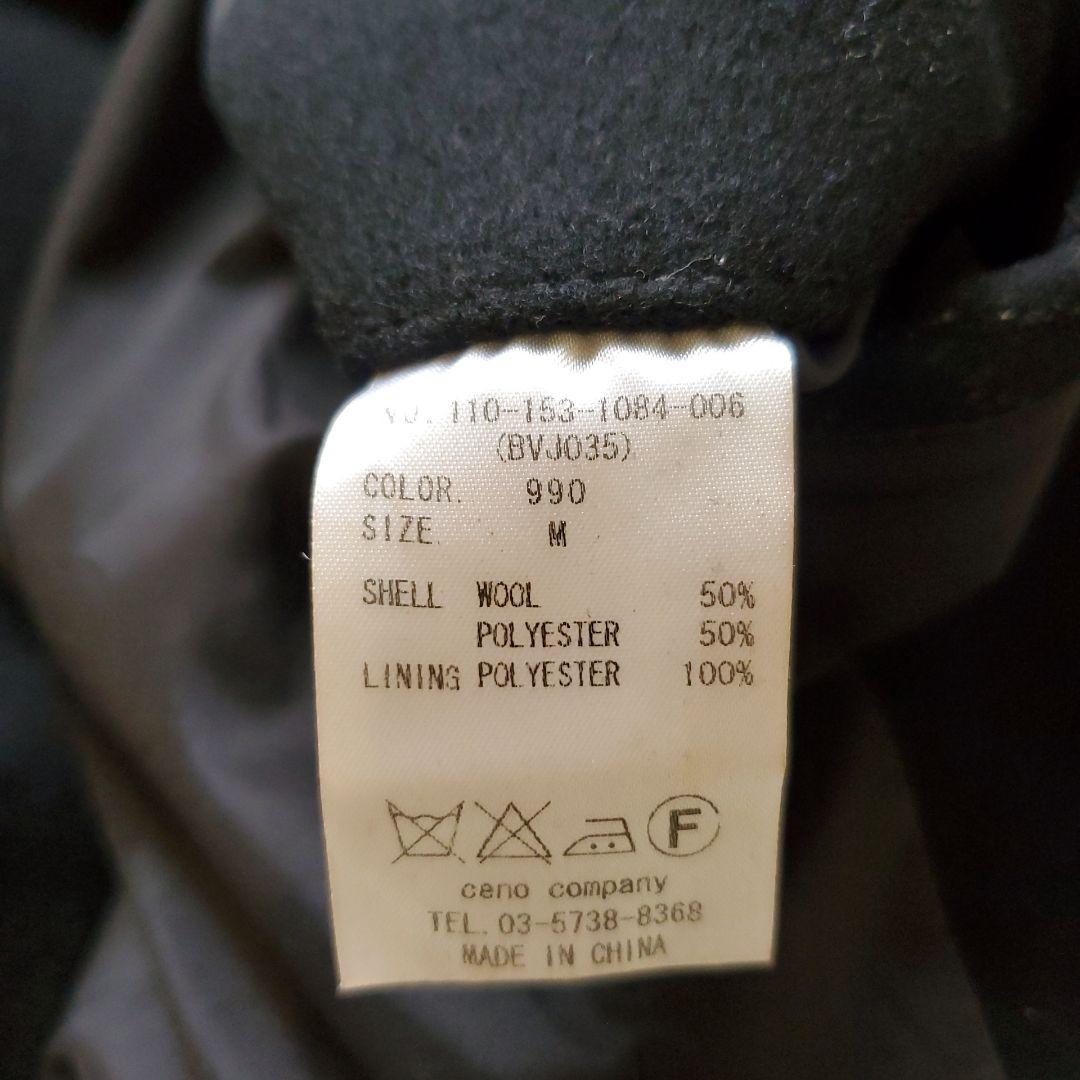 110-153-1084-006
(BVJ035)
COLOR. 990
SIZE. M
SHELL WOOL 50%
POLYESTER 50%
LINING POLYESTER 100%
F
ceno company
TEL. 03-5738-8368
MADE IN CHINA